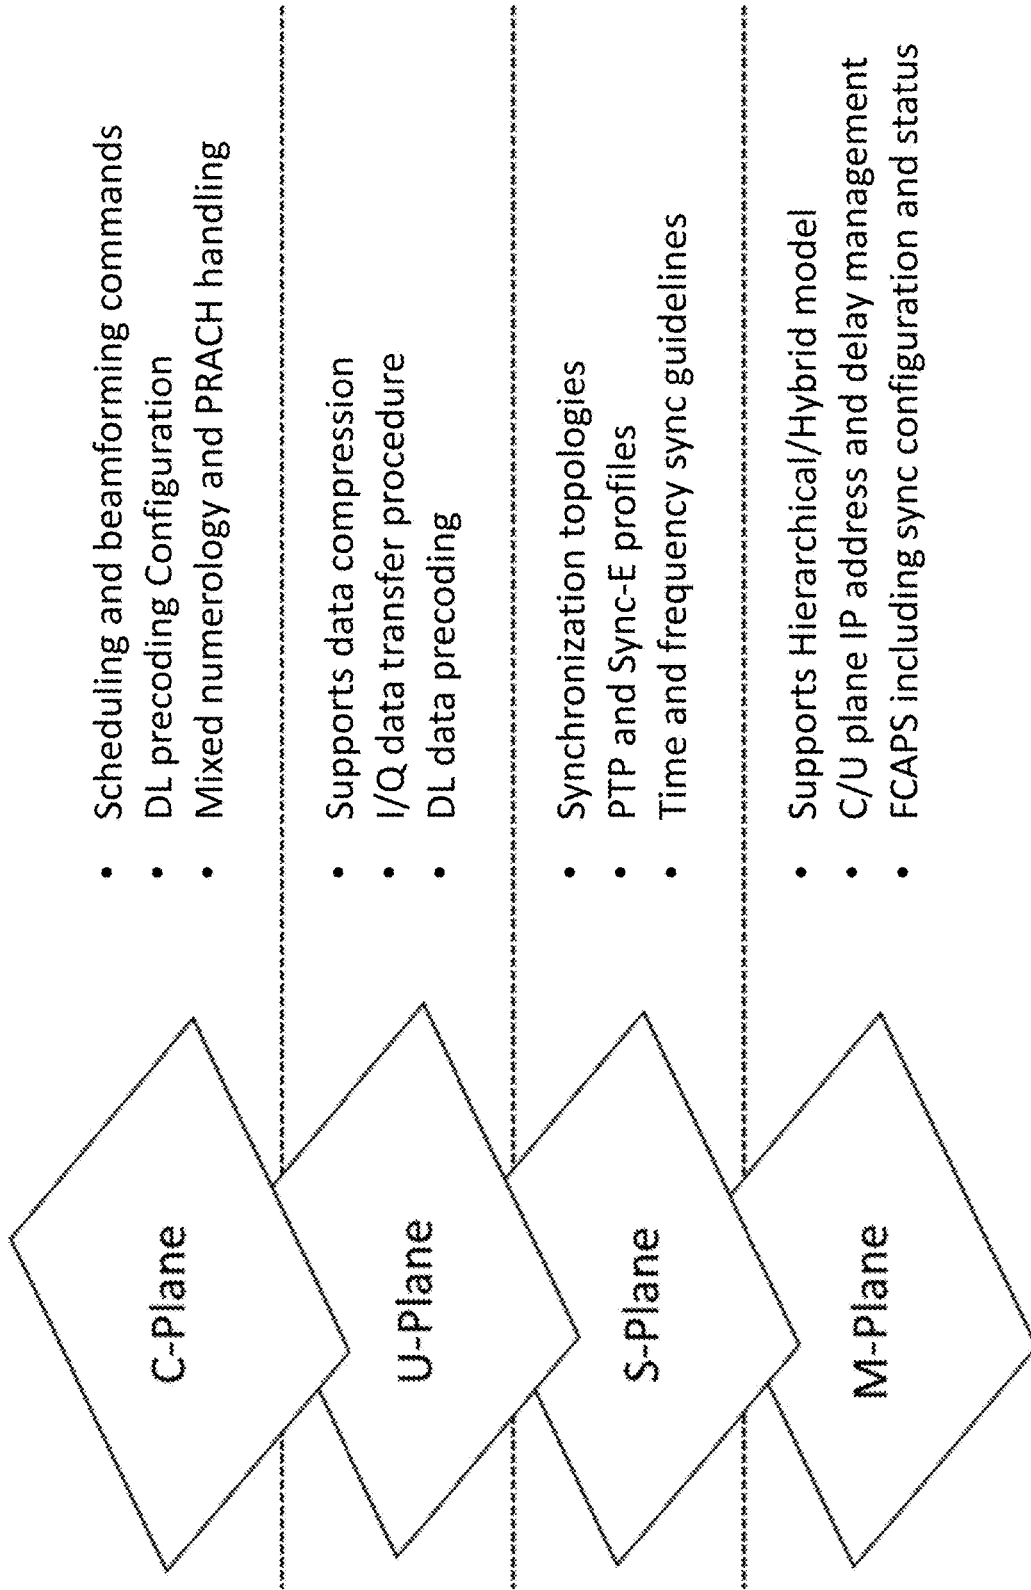 C-Plane
• Scheduling and beamforming commands
• DL precoding Configuration
• Mixed numerology and PRACH handling
U-Plane
• Supports data compression
• I/Q data transfer procedure
• DL data precoding
S-Plane
• Synchronization topologies
• PTP and Sync-E profiles
• Time and frequency sync guidelines
M-Plane
• Supports Hierarchical/Hybrid model
• C/U plane IP address and delay management
• FCAPS including sync configuration and status